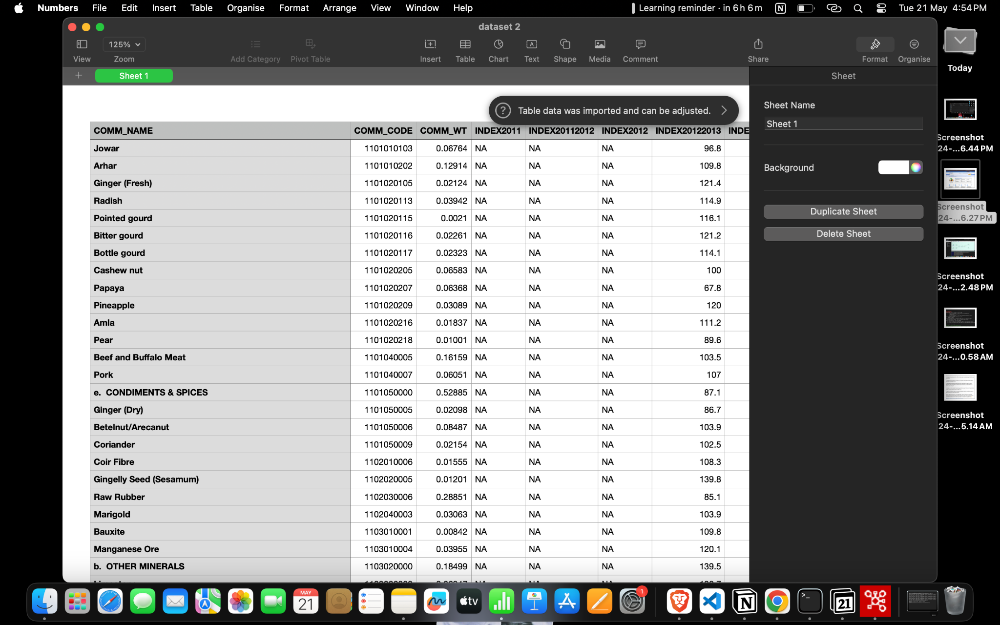 Numbers File Edit Insert Table Organise Format Arrange View Window Help Learning reminder · in 6 h 6 m Tue 21 May 4:54 PM
dataset 2
125%
View Zoom Add Category Pivot Table Insert Table Chart Text Shape Media Comment Share Format Organise
Sheet 1
Table data was imported and can be adjusted.
COMM_NAME COMM_CODE COMM_WT INDEX2011 INDEX20112012 INDEX2012 INDEX20122013 INDE
Jowar 1101010103 0.06764 NA NA NA 96.8
Arhar 1101010202 0.12914 NA NA NA 109.8
Ginger (Fresh) 1101020105 0.02124 NA NA NA 121.4
Radish 1101020113 0.03942 NA NA NA 114.9
Pointed gourd 1101020115 0.0021 NA NA NA 116.1
Bitter gourd 1101020116 0.02261 NA NA NA 121.2
Bottle gourd 1101020117 0.02323 NA NA NA 114.1
Cashew nut 1101020205 0.06583 NA NA NA 100
Papaya 1101020207 0.06368 NA NA NA 67.8
Pineapple 1101020209 0.03089 NA NA NA 120
Amla 1101020216 0.01837 NA NA NA 111.2
Pear 1101020218 0.01001 NA NA NA 89.6
Beef and Buffalo Meat 1101040005 0.16159 NA NA NA 103.5
Pork 1101040007 0.06051 NA NA NA 107
e. CONDIMENTS & SPICES 1101050000 0.52885 NA NA NA 87.1
Ginger (Dry) 1101050005 0.02098 NA NA NA 86.7
Betelnut/Arecanut 1101050006 0.08487 NA NA NA 103.9
Coriander 1101050009 0.02154 NA NA NA 102.5
Coir Fibre 1102010006 0.01555 NA NA NA 108.3
Gingelly Seed (Sesamum) 1102020005 0.01201 NA NA NA 139.8
Raw Rubber 1102030006 0.28851 NA NA NA 85.1
Marigold 1102040003 0.03063 NA NA NA 103.9
Bauxite 1103010001 0.00842 NA NA NA 109.8
Manganese Ore 1103010004 0.03955 NA NA NA 120.1
b. OTHER MINERALS 1103020000 0.18499 NA NA NA 139.5
Sheet
Sheet Name
Sheet 1
Background
Duplicate Sheet
Delete Sheet
Today
Screenshot
24-...6.44 PM
Screenshot
24-...6.27 PM
Screenshot
24-...2.48 PM
Screenshot
24-...0.58 AM
Screenshot
24-...5.14 AM
MAY
21
tv
1
21